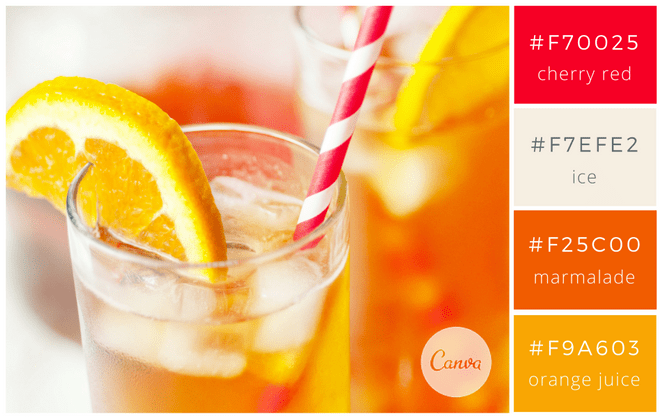 #F70025
cherry red
#F7EFE2
ice
#F25C00
marmalade
#F9A603
orange juice
Canva